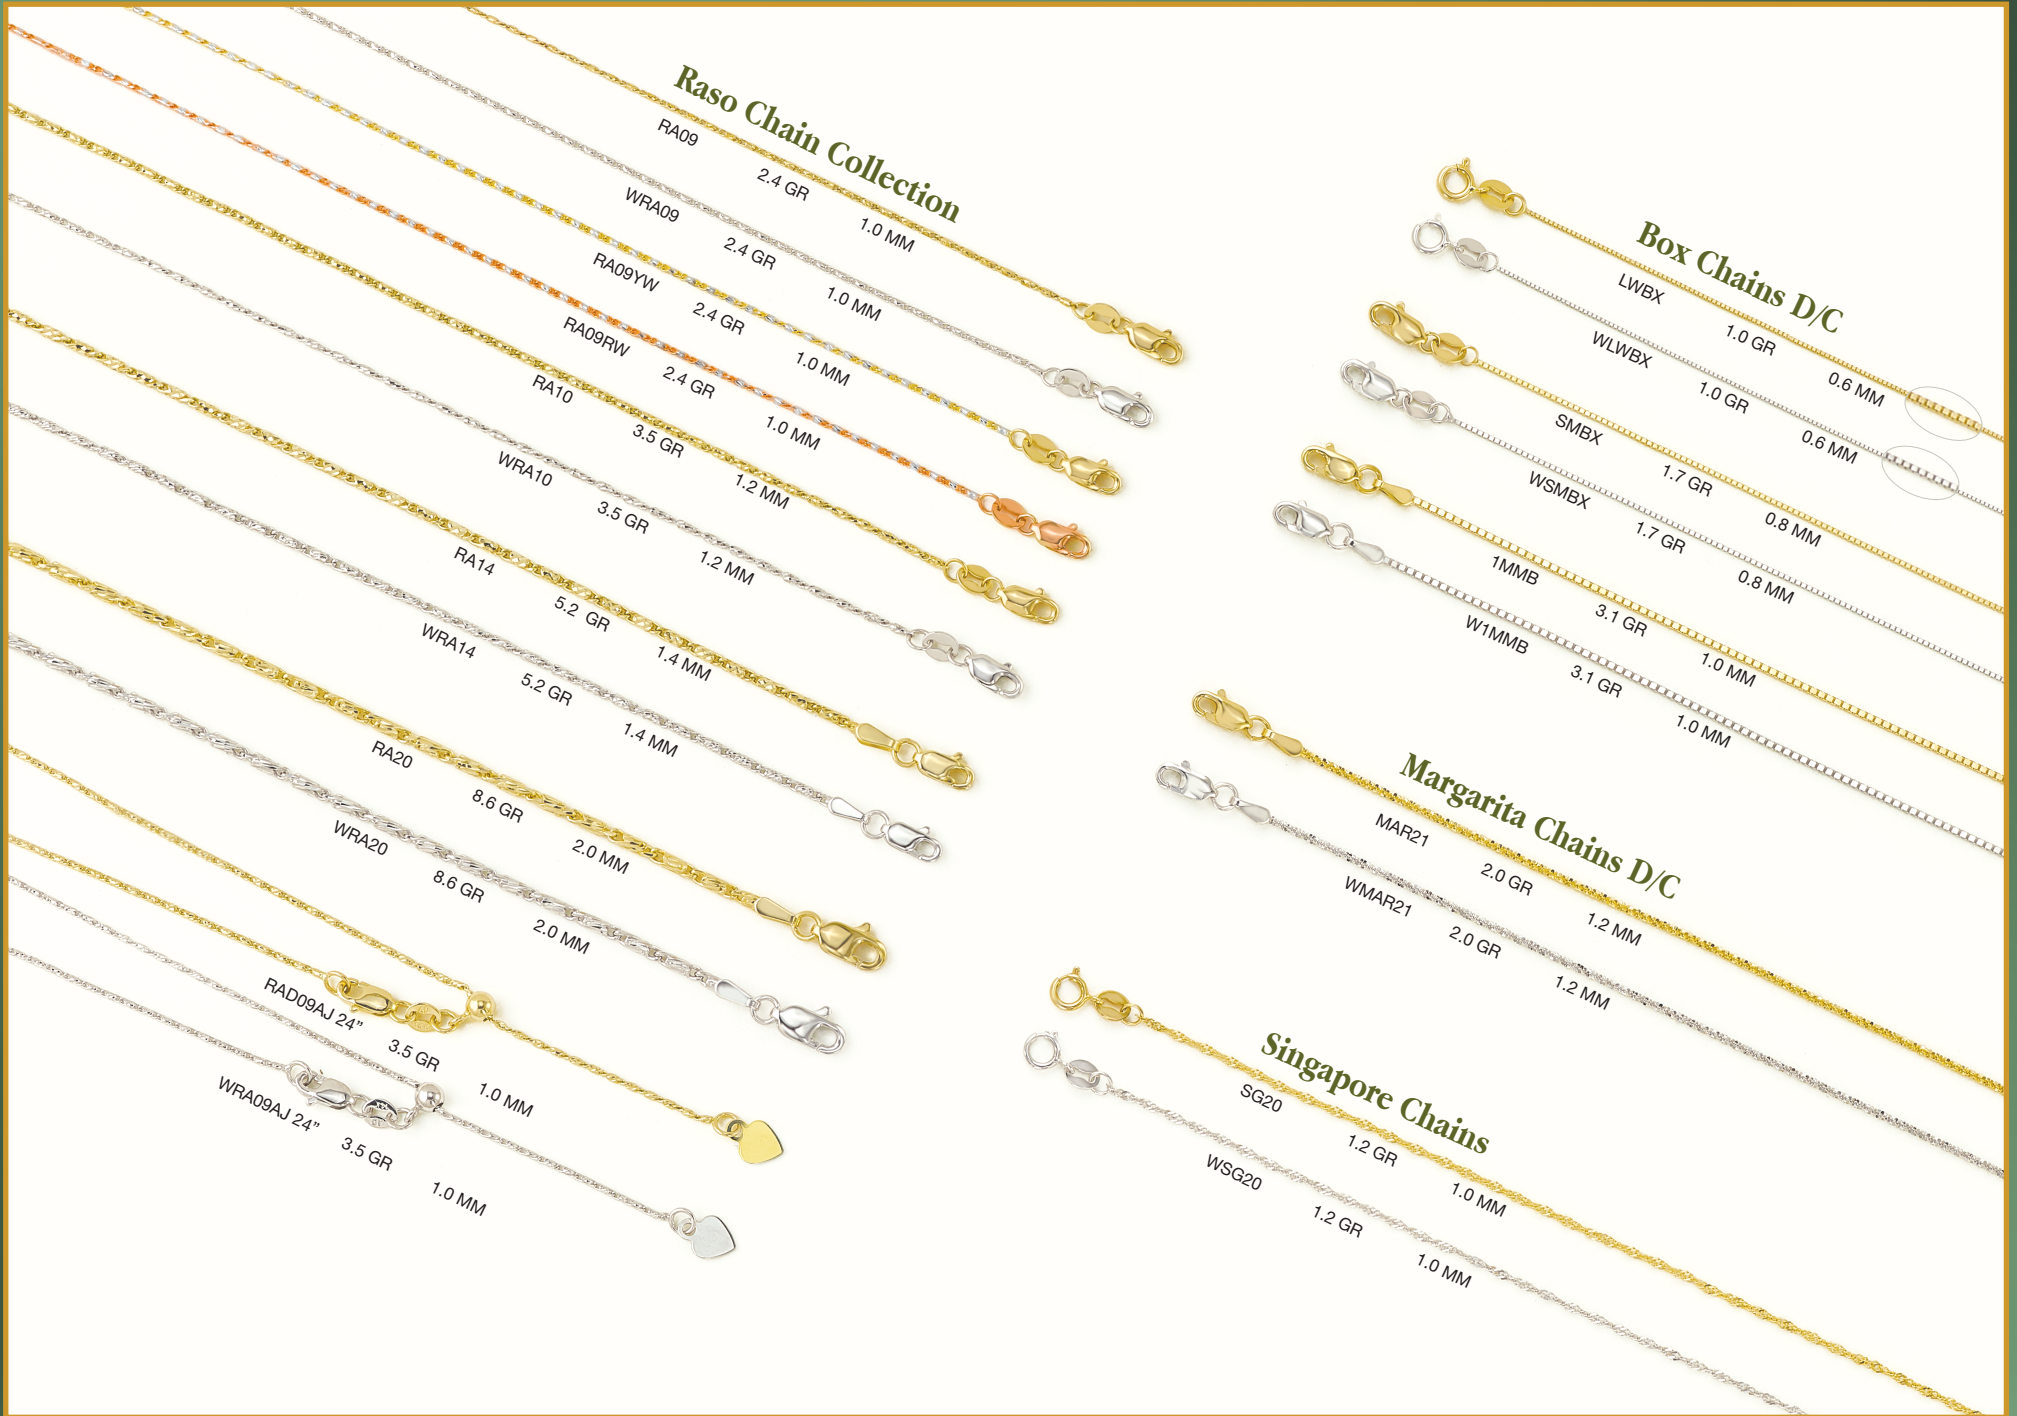 Raso Chain Collection
RA09 2.4 GR 1.0 MM
WRA09 2.4 GR 1.0 MM
RA09YW 2.4 GR 1.0 MM
RA09RW 2.4 GR 1.0 MM
RA10 3.5 GR 1.2 MM
WRA10 3.5 GR 1.2 MM
RA14 5.2 GR 1.4 MM
WRA14 5.2 GR 1.4 MM
RA20 8.6 GR 2.0 MM
WRA20 8.6 GR 2.0 MM
RAD09AJ 24” 3.5 GR 1.0 MM
WRA09AJ 24” 3.5 GR 1.0 MM
Box Chains D/C
LWBX 1.0 GR 0.6 MM
WLWBX 1.0 GR 0.6 MM
SMBX 1.7 GR 0.8 MM
WSMBX 1.7 GR 0.8 MM
1MMB 3.1 GR 1.0 MM
W1MMB 3.1 GR 1.0 MM
Margarita Chains D/C
MAR21 2.0 GR 1.2 MM
WMAR21 2.0 GR 1.2 MM
Singapore Chains
SG20 1.2 GR 1.0 MM
WSG20 1.2 GR 1.0 MM